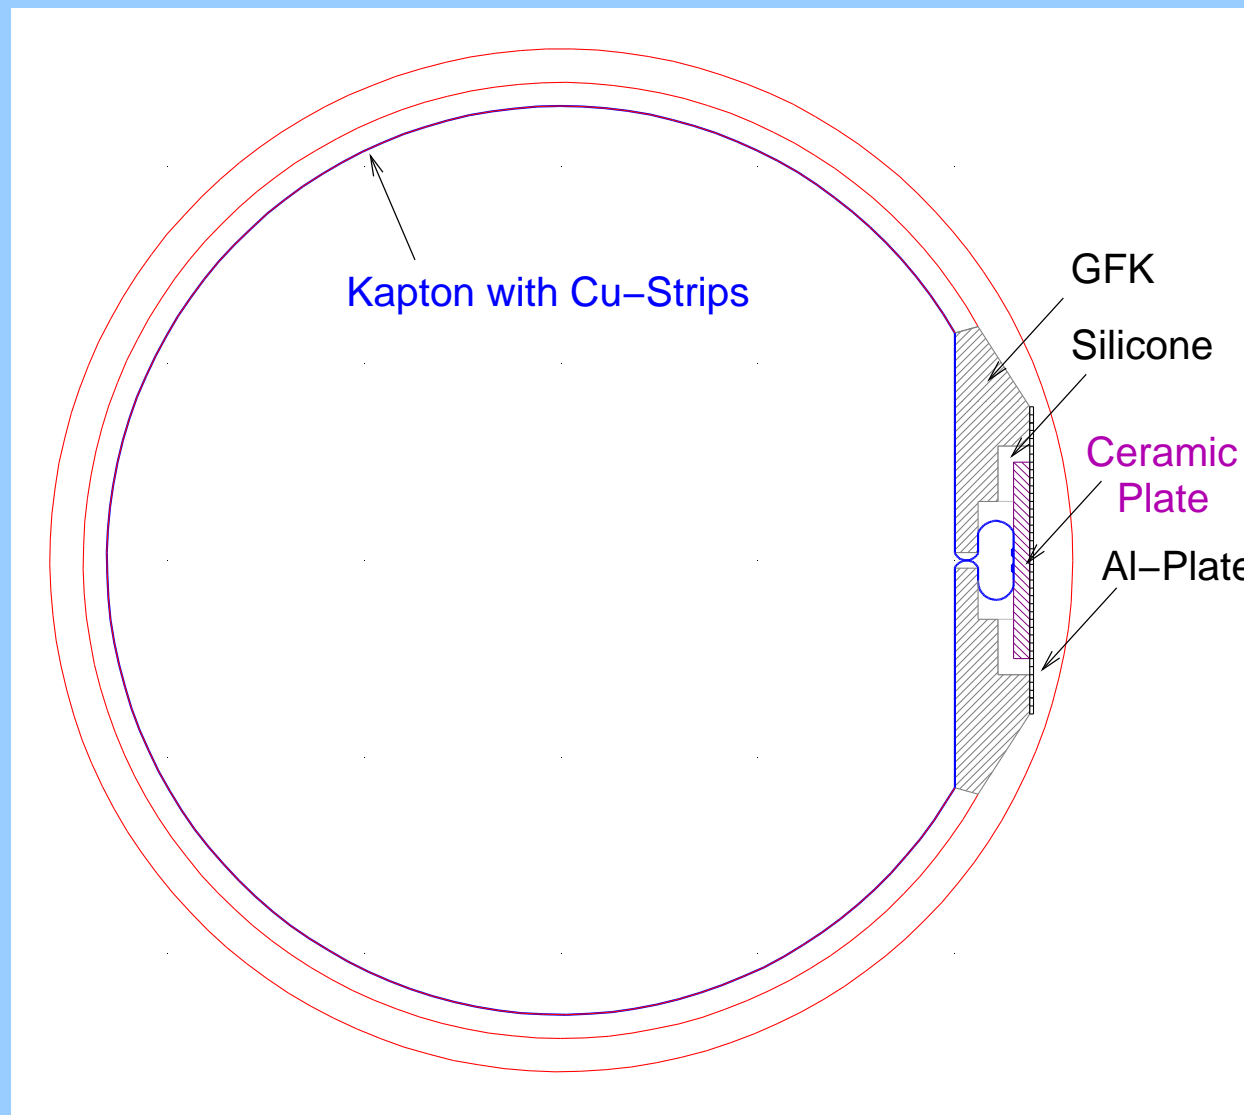 Kapton with Cu−Strips
GFK
Silicone
Ceramic
Plate
Al−Plate